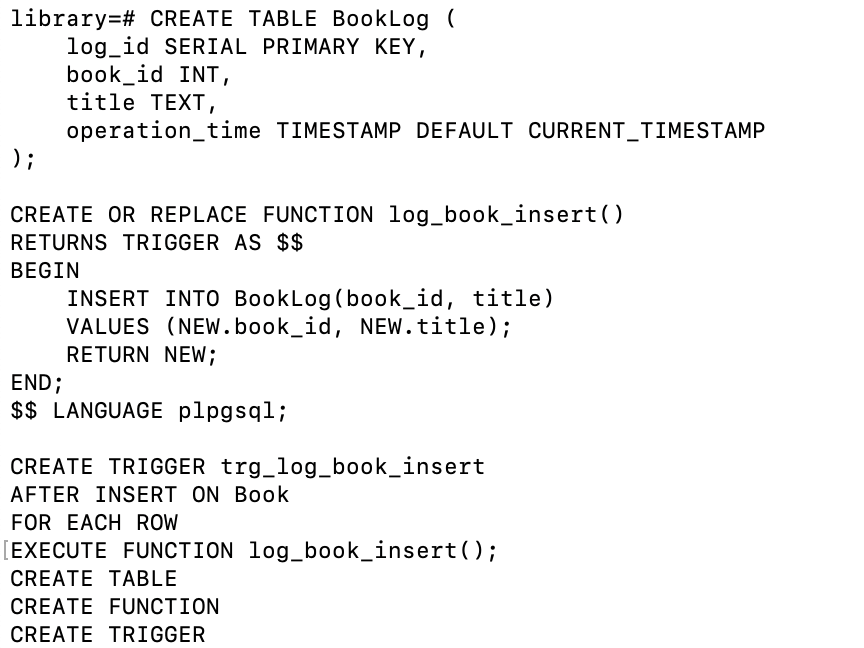 library=# CREATE TABLE BookLog (
    log_id SERIAL PRIMARY KEY,
    book_id INT,
    title TEXT,
    operation_time TIMESTAMP DEFAULT CURRENT_TIMESTAMP
);

CREATE OR REPLACE FUNCTION log_book_insert()
RETURNS TRIGGER AS $$
BEGIN
    INSERT INTO BookLog(book_id, title)
    VALUES (NEW.book_id, NEW.title);
    RETURN NEW;
END;
$$ LANGUAGE plpgsql;

CREATE TRIGGER trg_log_book_insert
AFTER INSERT ON Book
FOR EACH ROW
[EXECUTE FUNCTION log_book_insert();
CREATE TABLE
CREATE FUNCTION
CREATE TRIGGER